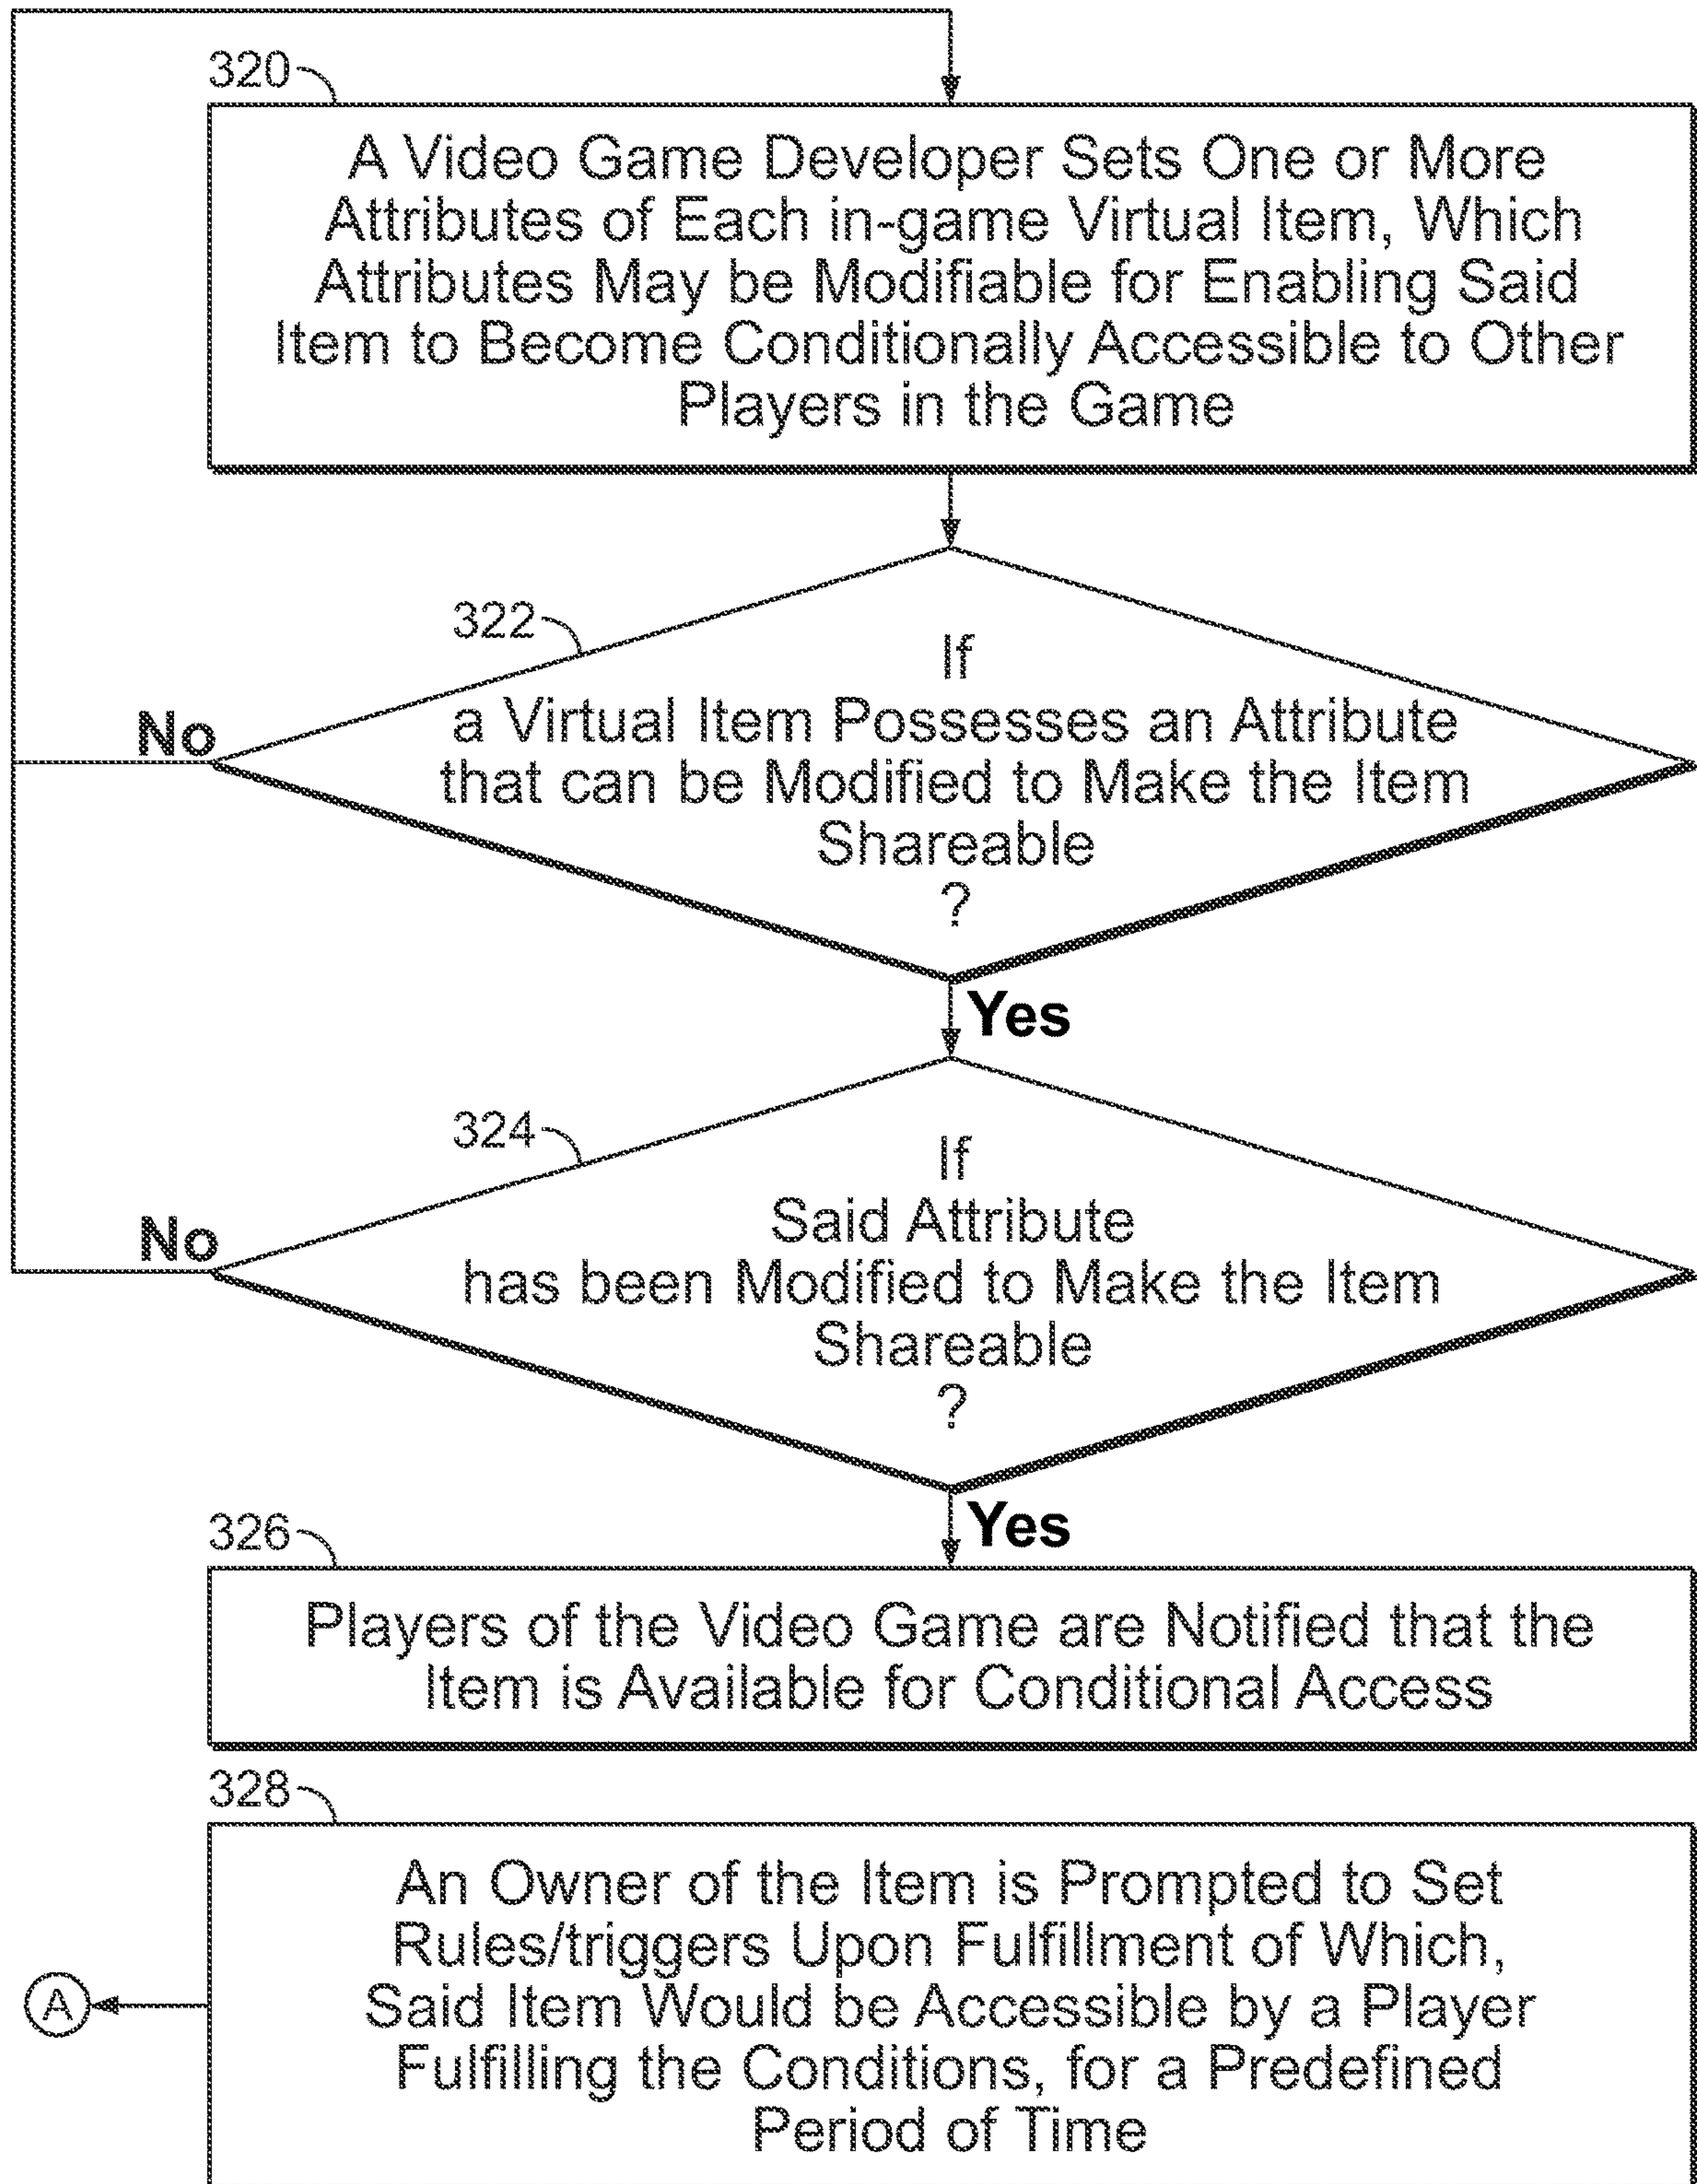 320
A Video Game Developer Sets One or More
Attributes of Each in-game Virtual Item, Which
Attributes May be Modifiable for Enabling Said
Item to Become Conditionally Accessible to Other
Players in the Game
322
If
a Virtual Item Possesses an Attribute
that can be Modified to Make the Item
Shareable
?
No
Yes
324
If
Said Attribute
has been Modified to Make the Item
Shareable
?
No
Yes
326
Players of the Video Game are Notified that the
Item is Available for Conditional Access
328
An Owner of the Item is Prompted to Set
Rules/triggers Upon Fulfillment of Which,
Said Item Would be Accessible by a Player
Fulfilling the Conditions, for a Predefined
Period of Time
A